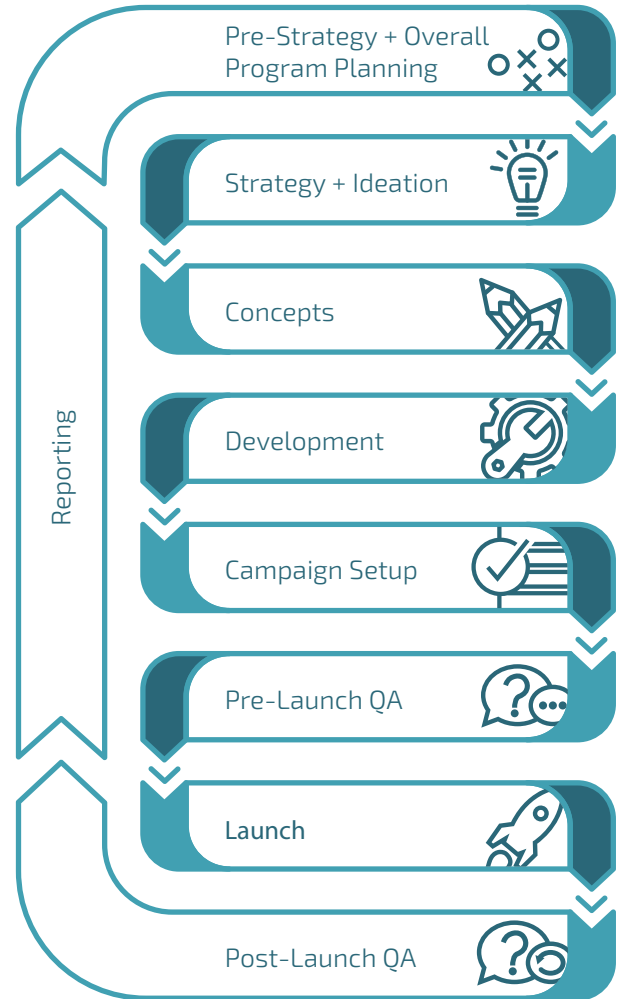 Pre-Strategy + Overall
Program Planning
Strategy + Ideation
Concepts
Development
Reporting
Campaign Setup
Pre-Launch QA
Launch
Post-Launch QA